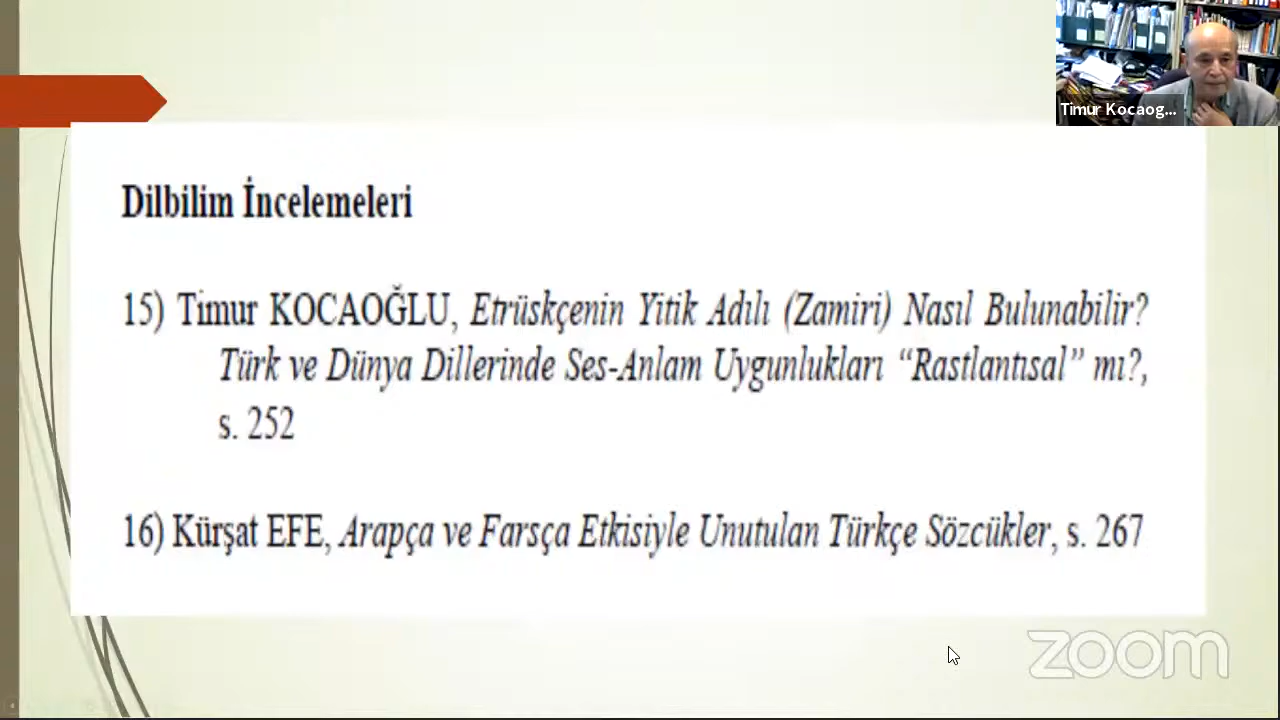 Timur Kocaog...
Dilbilim İncelemeleri
15) Timur KOCAOĞLU, Etrüskçenin Yitik Adılı (Zamiri) Nasıl Bulunabilir?
Türk ve Dünya Dillerinde Ses-Anlam Uygunlukları “Rastlantısal” mı?,
s. 252
16) Kürşat EFE, Arapça ve Farsça Etkisiyle Unutulan Türkçe Sözcükler, s. 267
zoom